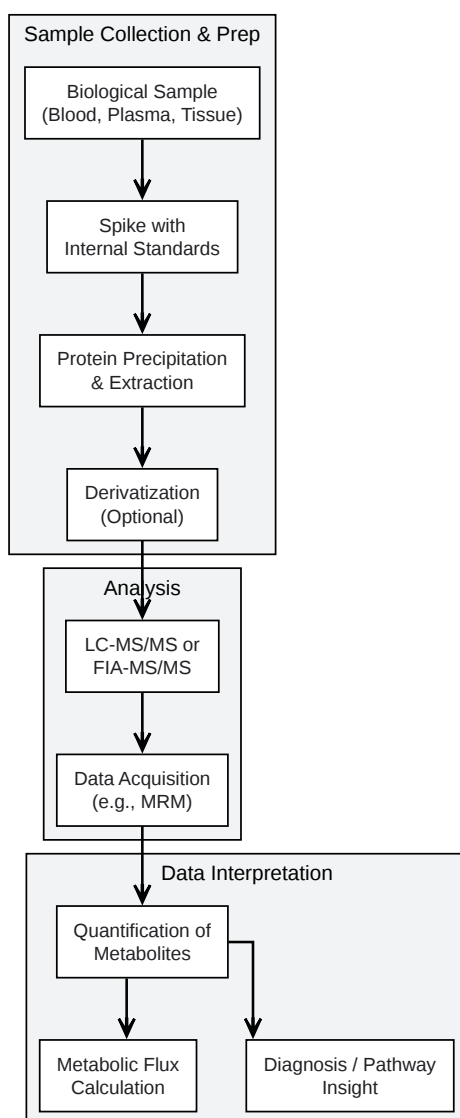 Sample Collection & Prep
Biological Sample
(Blood, Plasma, Tissue)
Spike with
Internal Standards
Protein Precipitation
& Extraction
Derivatization
(Optional)
Analysis
LC-MS/MS or
FIA-MS/MS
Data Acquisition
(e.g., MRM)
Data Interpretation
Quantification of
Metabolites
Metabolic Flux
Calculation
Diagnosis / Pathway
Insight